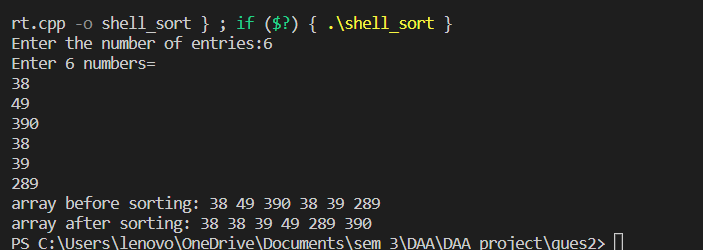 rt.cpp -o shell_sort } ; if ($?) { .\shell_sort }
Enter the number of entries:6
Enter 6 numbers=
38
49
390
38
39
289
array before sorting: 38 49 390 38 39 289
array after sorting: 38 38 39 49 289 390
PS C:\Users\lenovo\OneDrive\Documents\sem 3\DAA\DAA project\ques2>